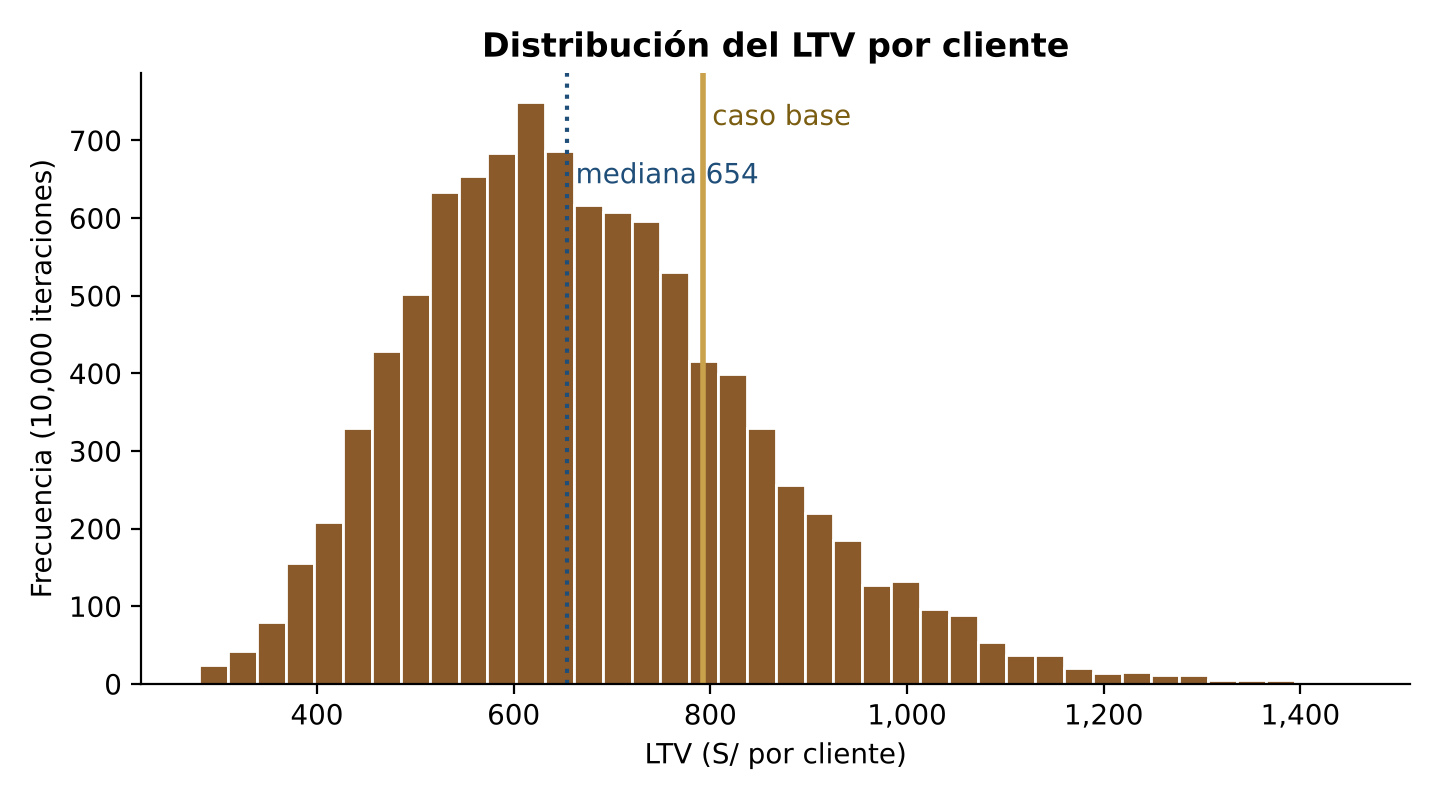 Distribución del LTV por cliente
caso base
mediana 654
Frecuencia (10,000 iteraciones)
700
600
500
400
300
200
100
0
400 600 800 1,000 1,200 1,400
LTV (S/ por cliente)